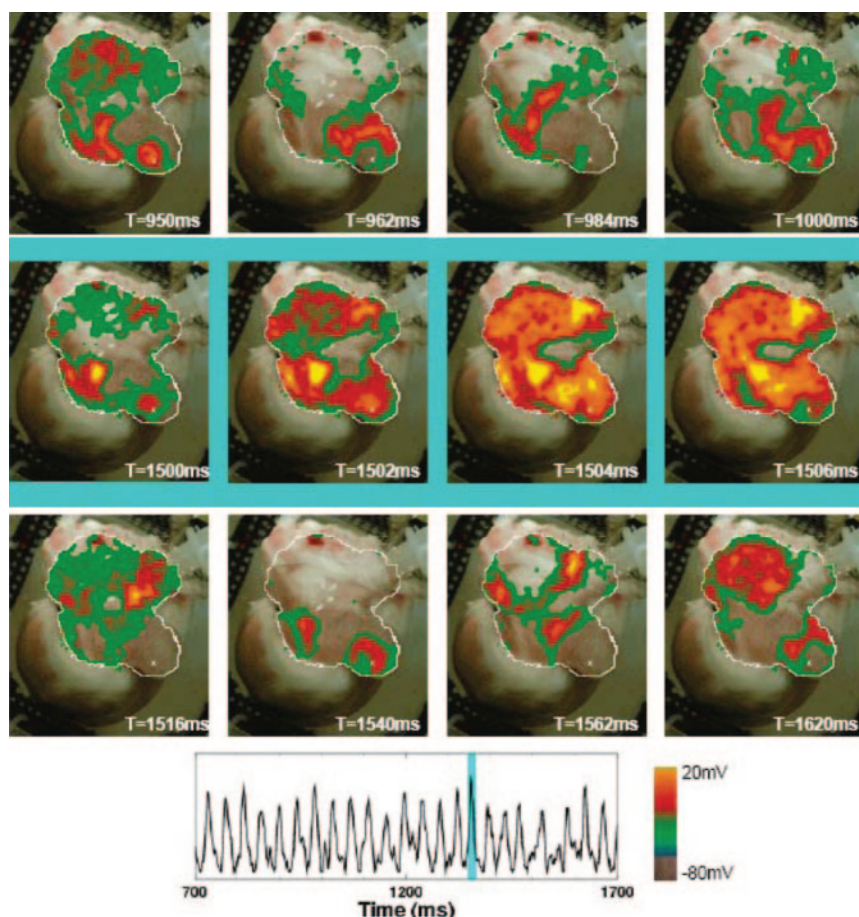 T=950ms
T=962ms
T=984ms
T=1000ms
T=1500ms
T=1502ms
T=1504ms
T=1506ms
T=1516ms
T=1540ms
T=1562ms
T=1620ms
20mV
-80mV
700
1200
1700
Time (ms)